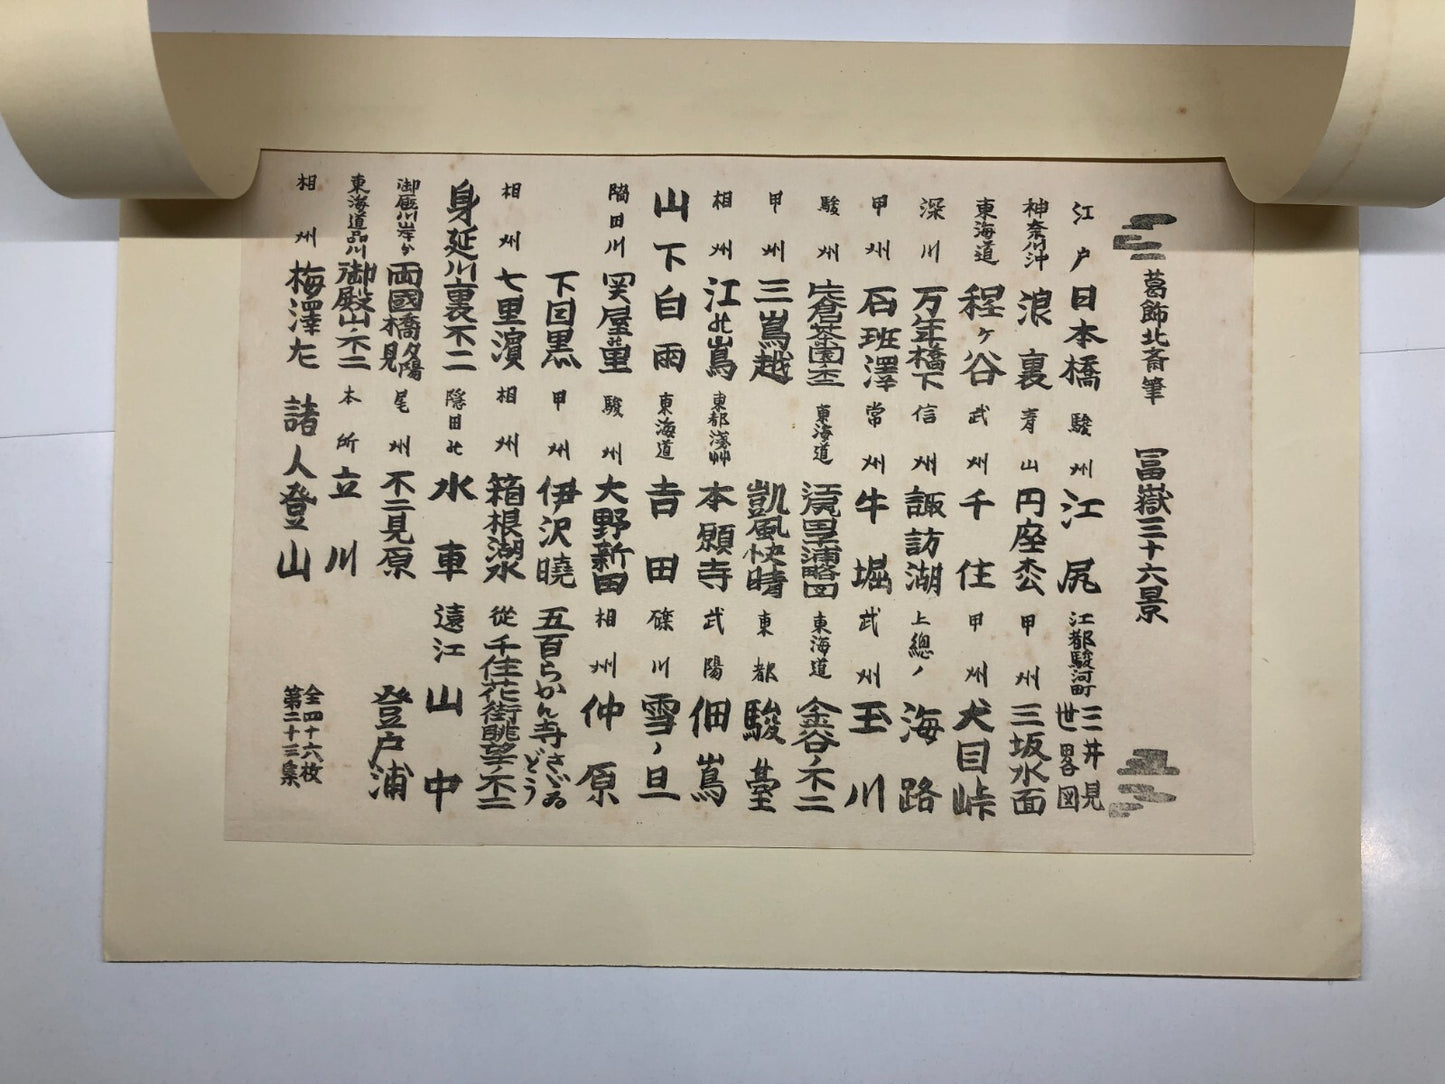 葛飾北斎筆 冨嶽三十六景
江戸 日本橋
駿州 江尻
江都駿河町 三井見世畧図
神奈川沖 浪裏
青山 円座枩
甲州 三坂水面
東海道 程ヶ谷
武州 千住
甲州 犬目峠
深川 万年橋下
信州 諏訪湖
上總ノ 海路
甲州 石班澤
常州 牛堀
武州 玉川
駿州 片倉茶園ノ不二
東海道 江尻田子浦略図
東海道 金谷ノ不二
甲州 三嶌越
凱風快晴
東都 駿臺
相州 江の嶌
東都浅艸 本願寺
武陽 佃嶌
山下白雨
東海道 吉田
礫川 雪ノ旦
隅田川 関屋の里
駿州 大野新田
相州 仲原
下目黒
甲州 伊沢曉
五百らかん寺さゞゐどう
相州 七里濱
相州 箱根湖水
從千住花街眺望ノ不二
身延川裏不二
隠田の 水車
遠江 山中
御厩川岸ゟ 両國橋夕陽見
尾州 不二見原
登戸浦
東海道品川 御殿山ノ不二
本所 立川
相州 梅澤左
諸人登山
全四十六枚
第二十三集